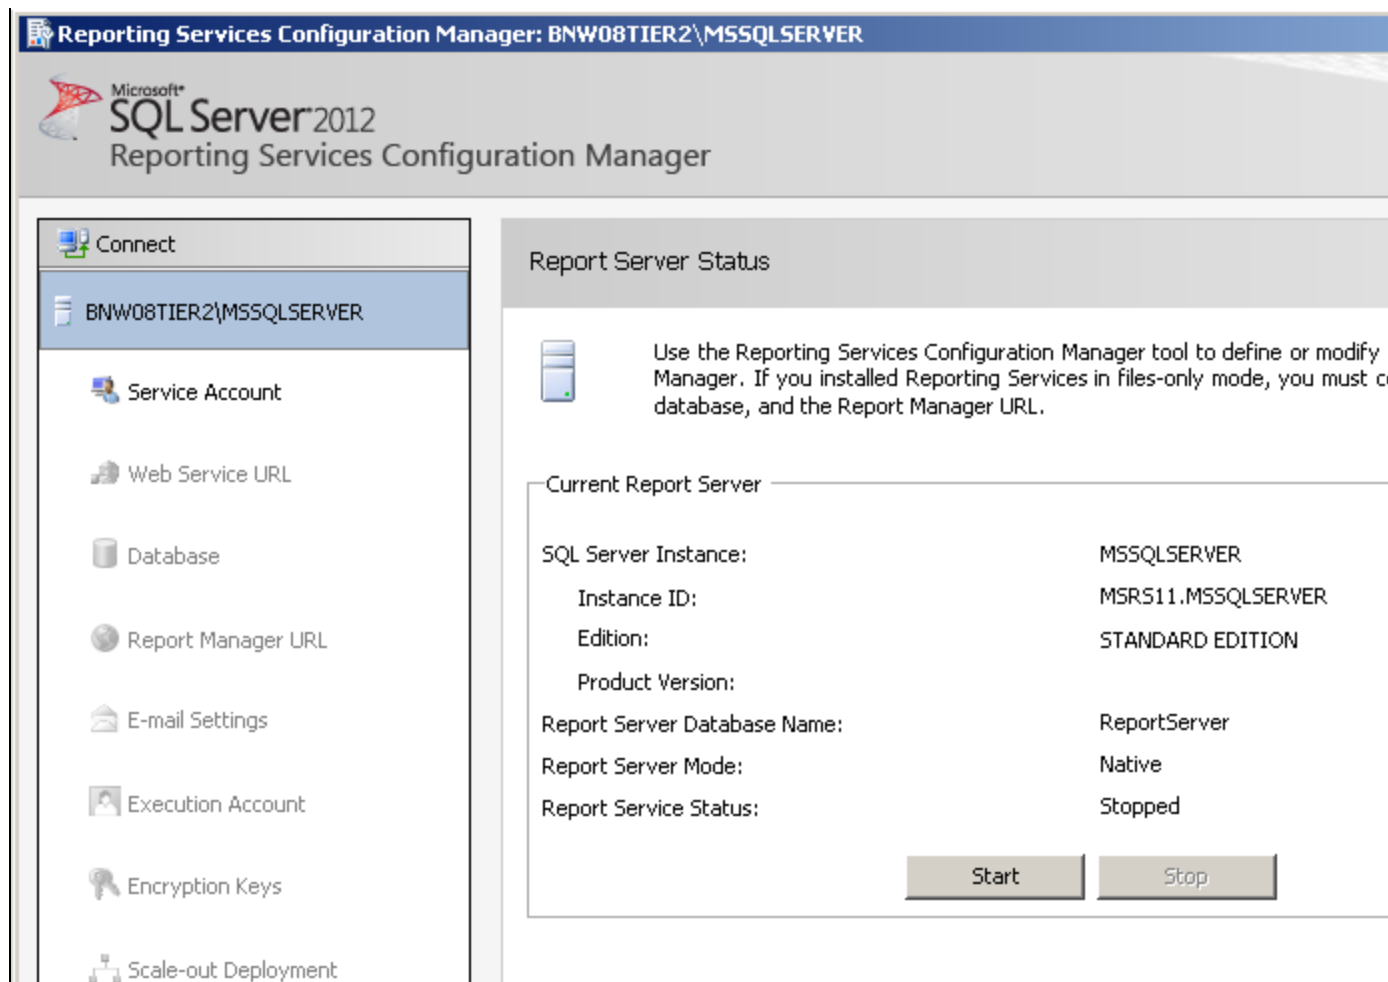 Reporting Services Configuration Manager: BNW08TIER2\MSSQLSERVER
Microsoft®
SQL Server® 2012
Reporting Services Configuration Manager
Connect
BNW08TIER2\MSSQLSERVER
Service Account
Web Service URL
Database
Report Manager URL
E-mail Settings
Execution Account
Encryption Keys
Scale-out Deployment
Report Server Status
Use the Reporting Services Configuration Manager tool to define or modify
Manager. If you installed Reporting Services in files-only mode, you must
database, and the Report Manager URL.
Current Report Server
SQL Server Instance: MSSQLSERVER
Instance ID: MSRS11.MSSQLSERVER
Edition: STANDARD EDITION
Product Version:
Report Server Database Name: ReportServer
Report Server Mode: Native
Report Service Status: Stopped
Start Stop